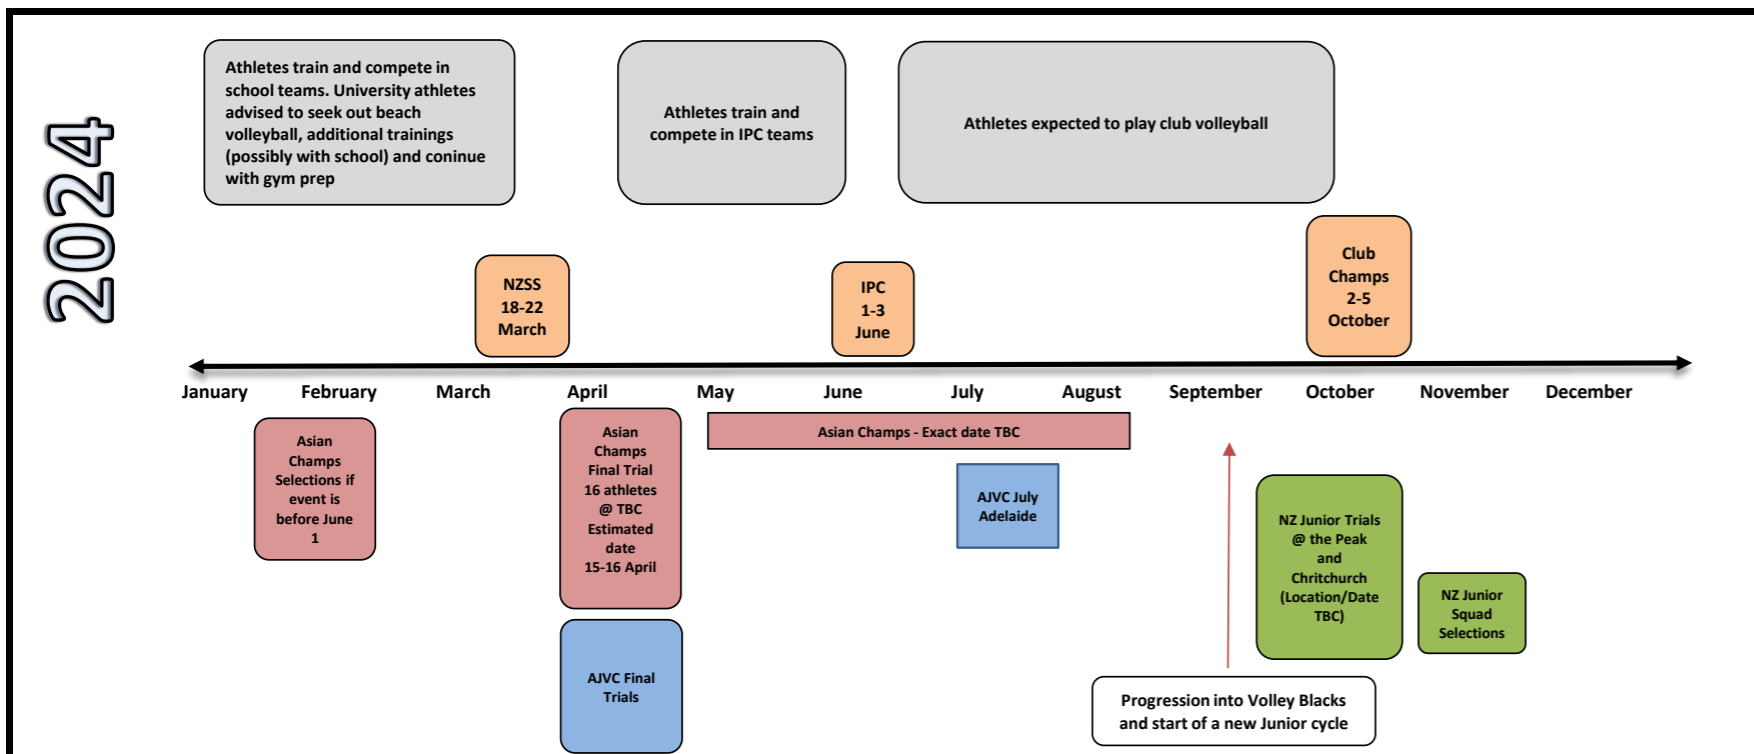 2024
Athletes train and compete in
school teams. University athletes
advised to seek out beach
volleyball, additional trainings
(possibly with school) and coninue
with gym prep
Athletes train and
compete in IPC teams
Athletes expected to play club volleyball
NZSS
18-22
March
IPC
1-3
June
Club
Champs
2-5
October
January February March April May June July August September October November December
Asian
Champs
Selections if
event is
before June
1
Asian
Champs
Final Trial
16 athletes
@ TBC
Estimated
date
15-16 April
Asian Champs - Exact date TBC
AJVC July
Adelaide
NZ Junior Trials
@ the Peak
and
Chritchurch
(Location/Date
TBC)
NZ Junior
Squad
Selections
AJVC Final
Trials
Progression into Volley Blacks
and start of a new Junior cycle